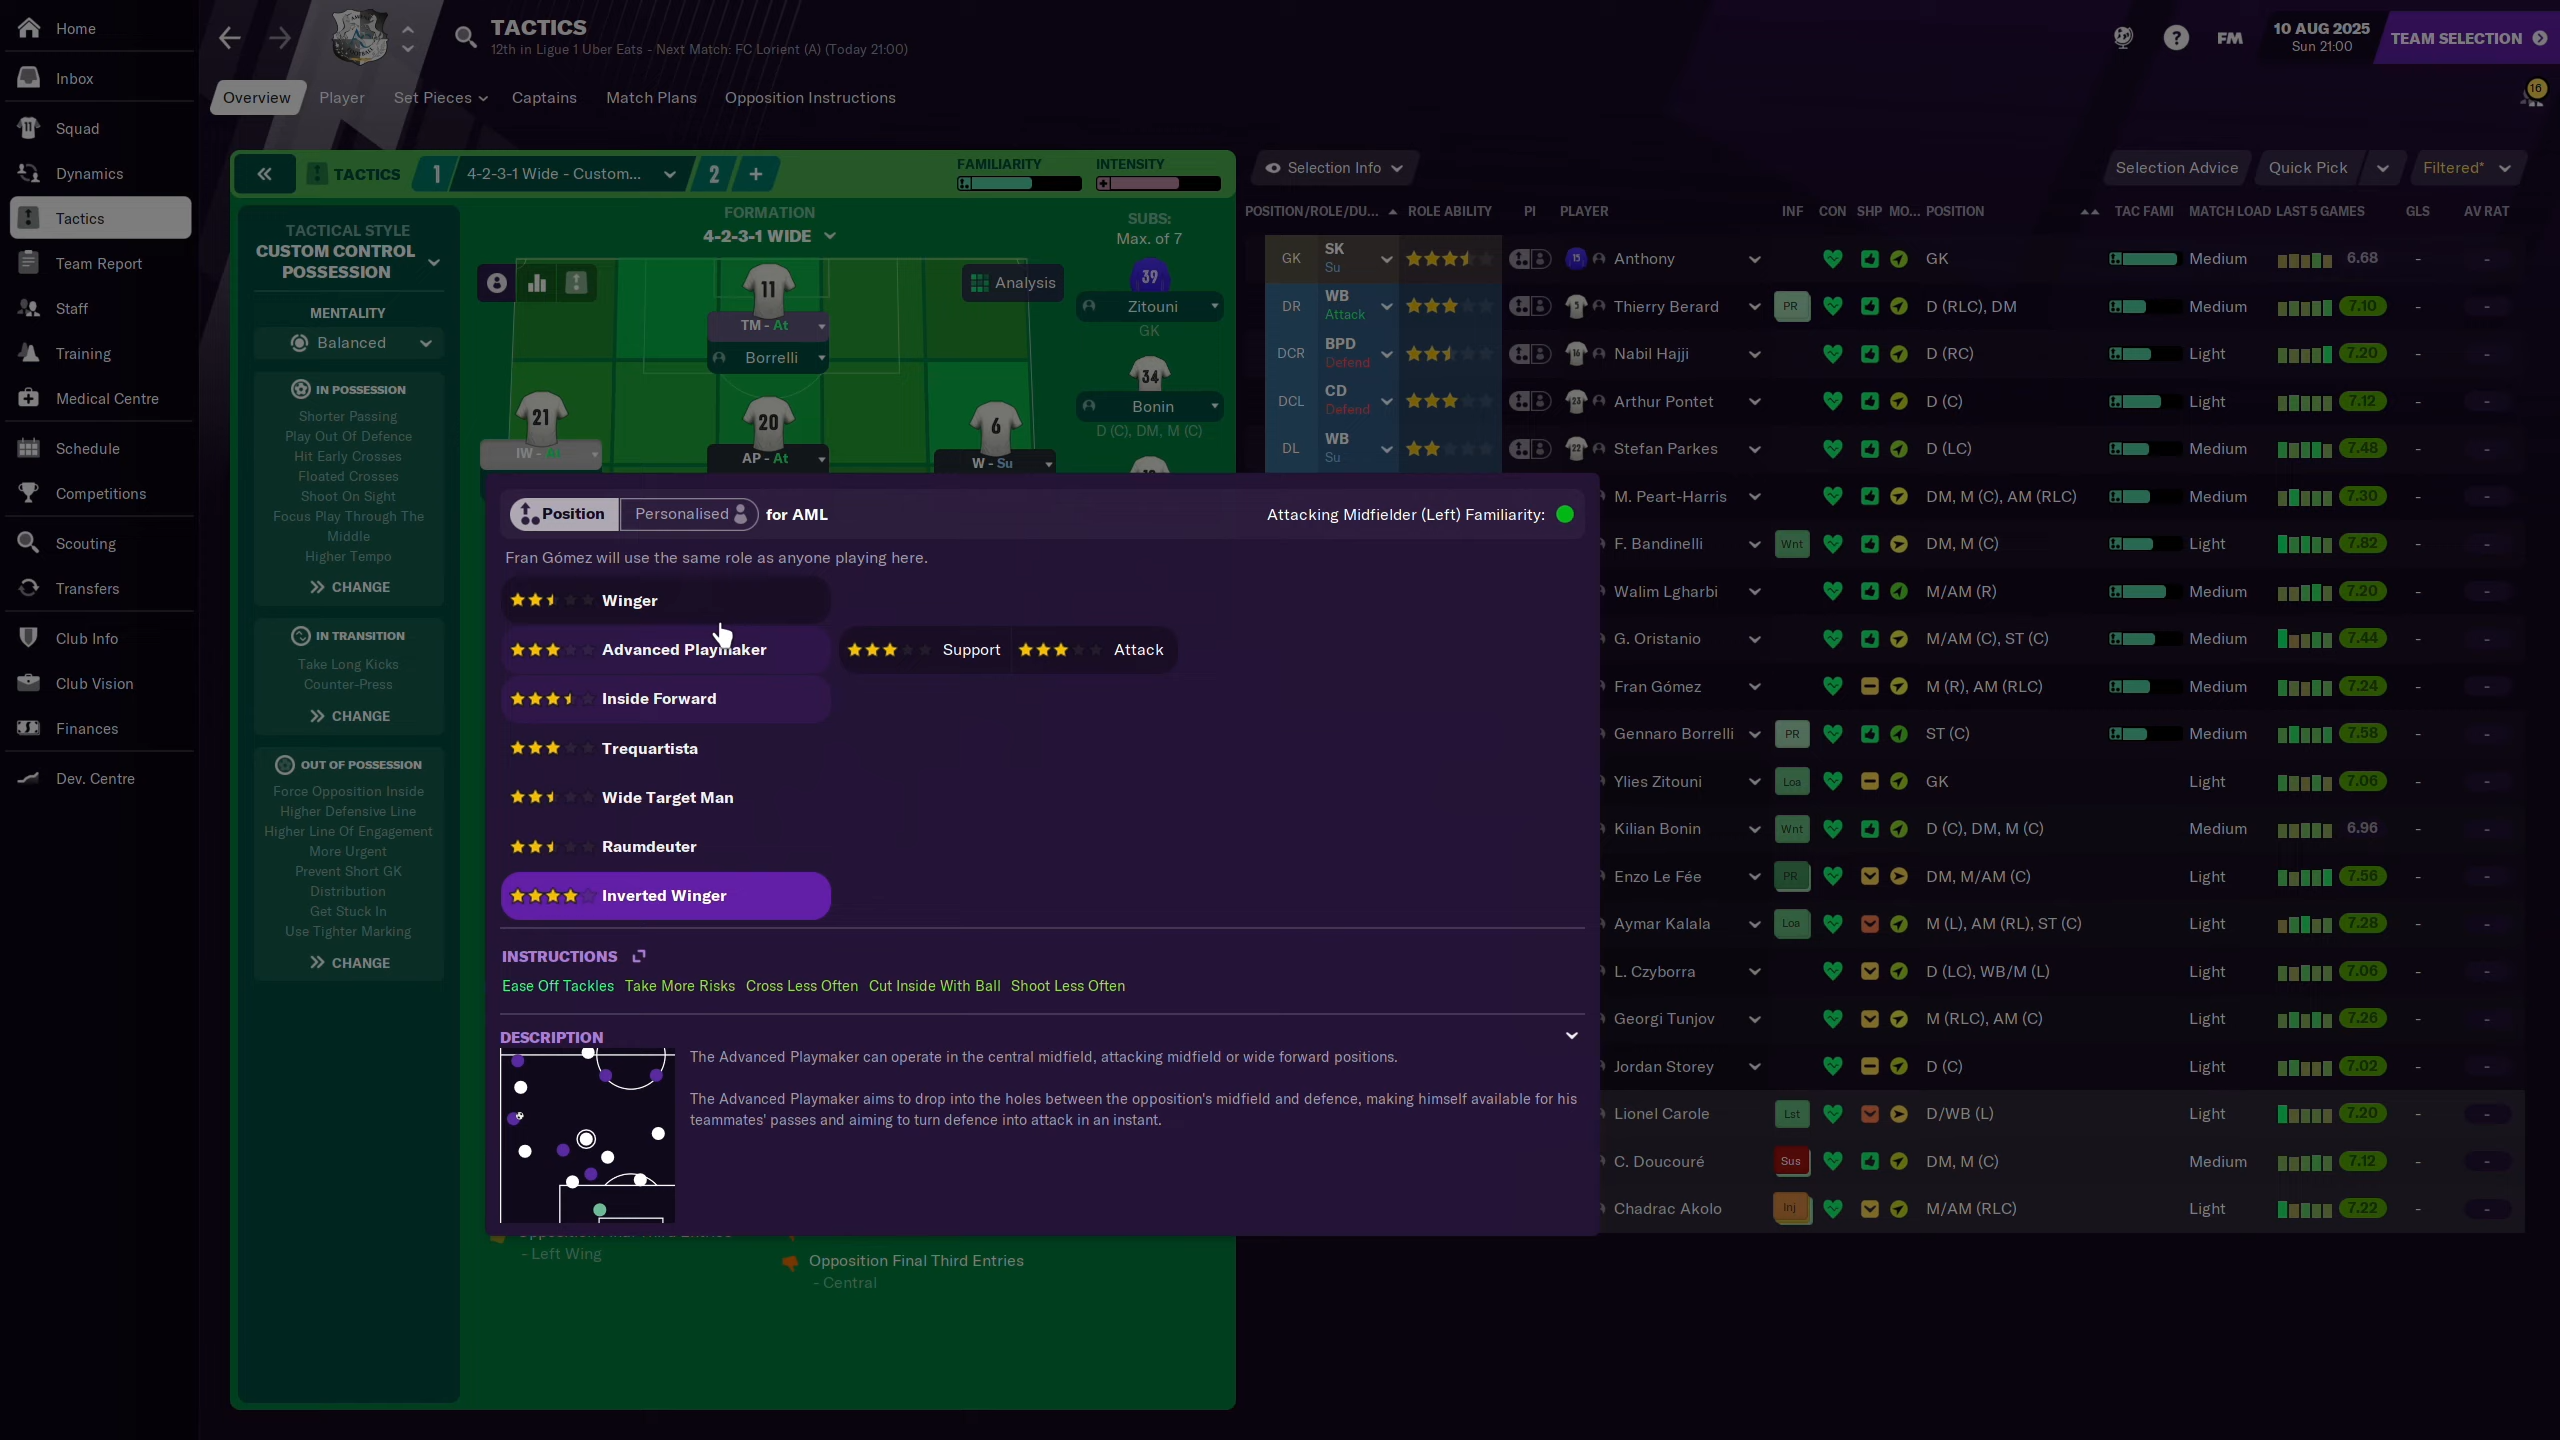 Home
Inbox
Squad
Dynamics
Tactics
Team Report
Staff
Training
Medical Centre
Schedule
Competitions
Scouting
Transfers
Club Info
Club Vision
Finances
Dev. Centre
TACTICS
12th in Ligue 1 Uber Eats - Next Match: FC Lorient (A) (Today 21:00)
FM
10 AUG 2025
Sun 21:00
TEAM SELECTION
Overview
Player
Set Pieces
Captains
Match Plans
Opposition Instructions
16
TACTICS
1
4-2-3-1 Wide - Custom...
2
+
FAMILIARITY
INTENSITY
TACTICAL STYLE
CUSTOM CONTROL
POSSESSION
MENTALITY
Balanced
IN POSSESSION
Shorter Passing
Play Out Of Defence
Hit Early Crosses
Floated Crosses
Shoot On Sight
Focus Play Through The
Middle
Higher Tempo
CHANGE
IN TRANSITION
Take Long Kicks
Counter-Press
CHANGE
OUT OF POSSESSION
Force Opposition Inside
Higher Defensive Line
Higher Line Of Engagement
More Urgent
Prevent Short GK
Distribution
Get Stuck In
Use Tighter Marking
CHANGE
FORMATION
4-2-3-1 WIDE
SUBS:
Max. of 7
Analysis
11
TM - At
Borrelli
21
IW - At
20
AP - At
6
W - Su
39
Zitouni
GK
34
Bonin
D (C), DM, M (C)
Position
Personalised
for AML
Attacking Midfielder (Left) Familiarity:
Fran Gómez will use the same role as anyone playing here.
Winger
Advanced Playmaker
Support
Attack
Inside Forward
Trequartista
Wide Target Man
Raumdeuter
Inverted Winger
INSTRUCTIONS
Ease Off Tackles Take More Risks Cross Less Often Cut Inside With Ball Shoot Less Often
DESCRIPTION
The Advanced Playmaker can operate in the central midfield, attacking midfield or wide forward positions.
The Advanced Playmaker aims to drop into the holes between the opposition's midfield and defence, making himself available for his
teammates' passes and aiming to turn defence into attack in an instant.
- Left Wing
Opposition Final Third Entries
- Central
Selection Info
Selection Advice
Quick Pick
Filtered*
POSITION/ROLE/DU... ROLE ABILITY PI PLAYER INF CON SHP MO... POSITION TAC FAMI MATCH LOAD LAST 5 GAMES GLS AV RAT
GK SK Su 15 Anthony GK Medium 6.68 - -
DR WB Attack 5 Thierry Berard PR D (RLC), DM Medium 7.10 - -
DCR BPD Defend 16 Nabil Hajji D (RC) Light 7.20 - -
DCL CD Defend 23 Arthur Pontet D (C) Light 7.12 - -
DL WB Su 22 Stefan Parkes D (LC) Medium 7.48 - -
M. Peart-Harris DM, M (C), AM (RLC) Medium 7.30 - -
F. Bandinelli Wnt DM, M (C) Light 7.82 - -
Walim Lgharbi M/AM (R) Medium 7.20 - -
G. Oristanio M/AM (C), ST (C) Medium 7.44 - -
Fran Gómez M (R), AM (RLC) Medium 7.24 - -
Gennaro Borrelli PR ST (C) Medium 7.58 - -
Ylies Zitouni Loa GK Light 7.06 - -
Kilian Bonin Wnt D (C), DM, M (C) Medium 6.96 - -
Enzo Le Fée PR DM, M/AM (C) Light 7.56 - -
Aymar Kalala Loa M (L), AM (RL), ST (C) Light 7.28 - -
L. Czyborra D (LC), WB/M (L) Light 7.06 - -
Georgi Tunjov M (RLC), AM (C) Light 7.26 - -
Jordan Storey D (C) Light 7.02 - -
Lionel Carole Lst D/WB (L) Light 7.20 - -
C. Doucouré Sus DM, M (C) Medium 7.12 - -
Chadrac Akolo Inj M/AM (RLC) Light 7.22 - -